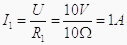 I₁ = U/R₁ = 10V/10Ω = 1A